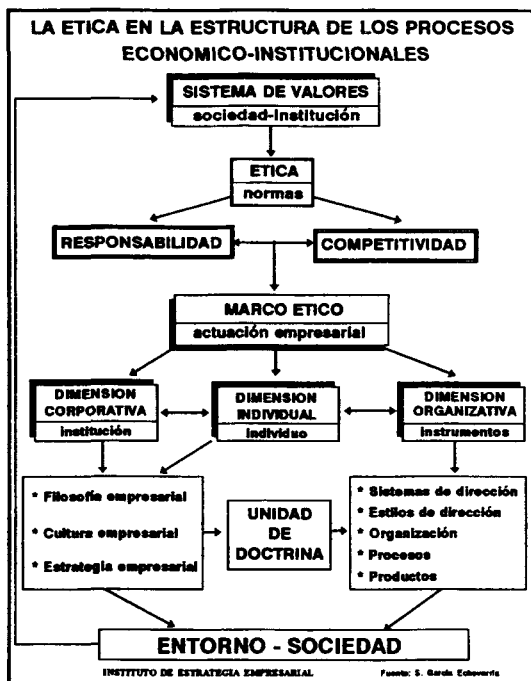 LA ETICA EN LA ESTRUCTURA DE LOS PROCESOS
ECONOMICO-INSTITUCIONALES
SISTEMA DE VALORES
sociedad-institución
ETICA
normas
RESPONSABILIDAD
COMPETITIVIDAD
MARCO ETICO
actuación empresarial
DIMENSION
CORPORATIVA
institución
DIMENSION
INDIVIDUAL
individuo
DIMENSION
ORGANIZATIVA
instrumentos
* Filosofía empresarial
* Cultura empresarial
* Estrategia empresarial
UNIDAD
DE
DOCTRINA
* Sistemas de dirección
* Estilos de dirección
* Organización
* Procesos
* Productos
ENTORNO - SOCIEDAD
INSTITUTO DE ESTRATEGIA EMPRESARIAL
Fuente: S. García Echevarría